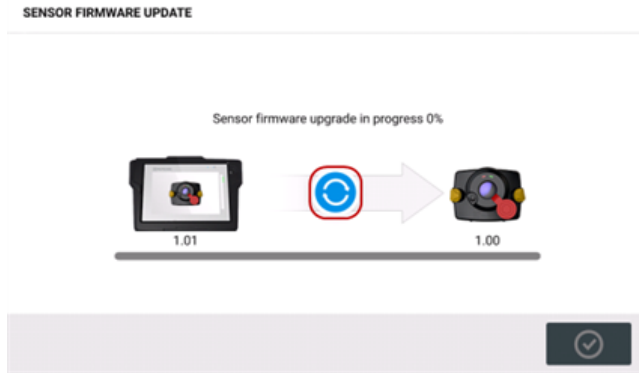 SENSOR FIRMWARE UPDATE
Sensor firmware upgrade in progress 0%
1.01
1.00